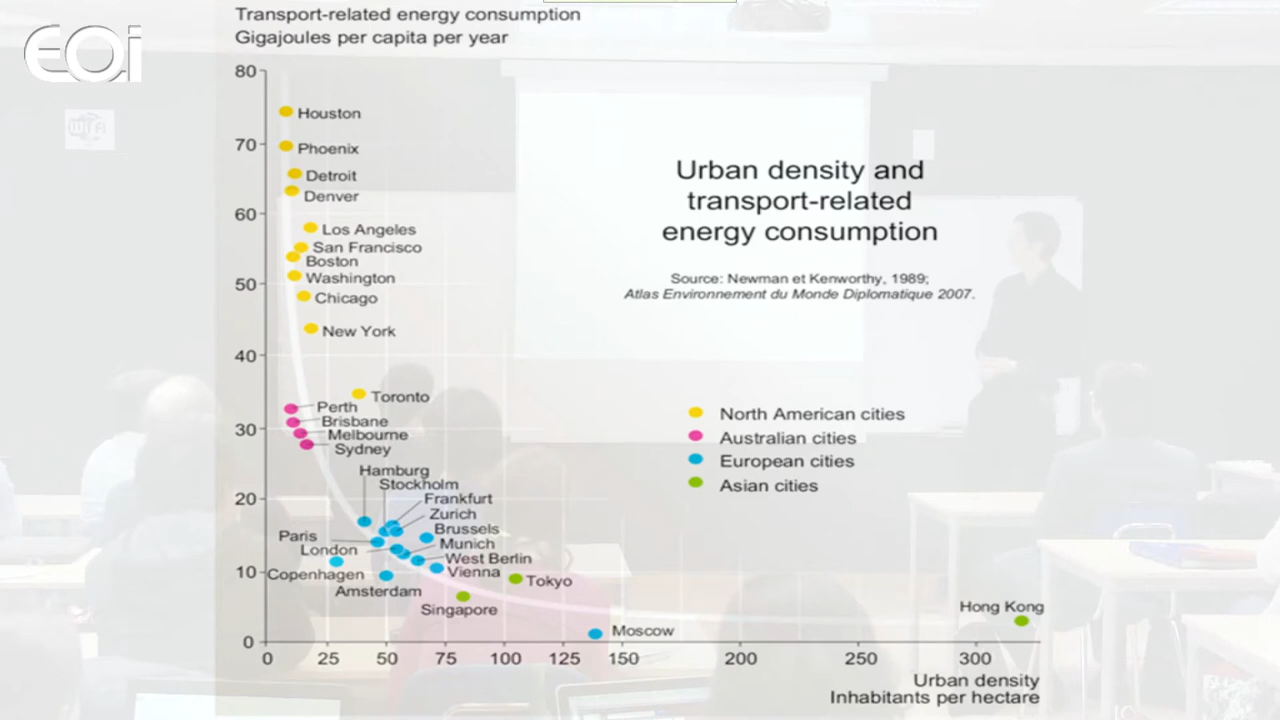 Transport-related energy consumption
Gigajoules per capita per year
EOi
WiFi
80
Houston
70
Phoenix
Detroit
Denver
60
Los Angeles
San Francisco
Boston
50
Washington
Chicago
New York
40
Toronto
Perth
30
Brisbane
Melbourne
Sydney
Hamburg
Stockholm
20
Frankfurt
Zurich
Paris
Brussels
London
Munich
West Berlin
10
Copenhagen
Vienna
Tokyo
Amsterdam
Singapore
Hong Kong
Moscow
0
0 25 50 75 100 125 150 200 250 300
Urban density
Inhabitants per hectare
Urban density and
transport-related
energy consumption
Source: Newman et Kenworthy, 1989;
Atlas Environnement du Monde Diplomatique 2007.
North American cities
Australian cities
European cities
Asian cities